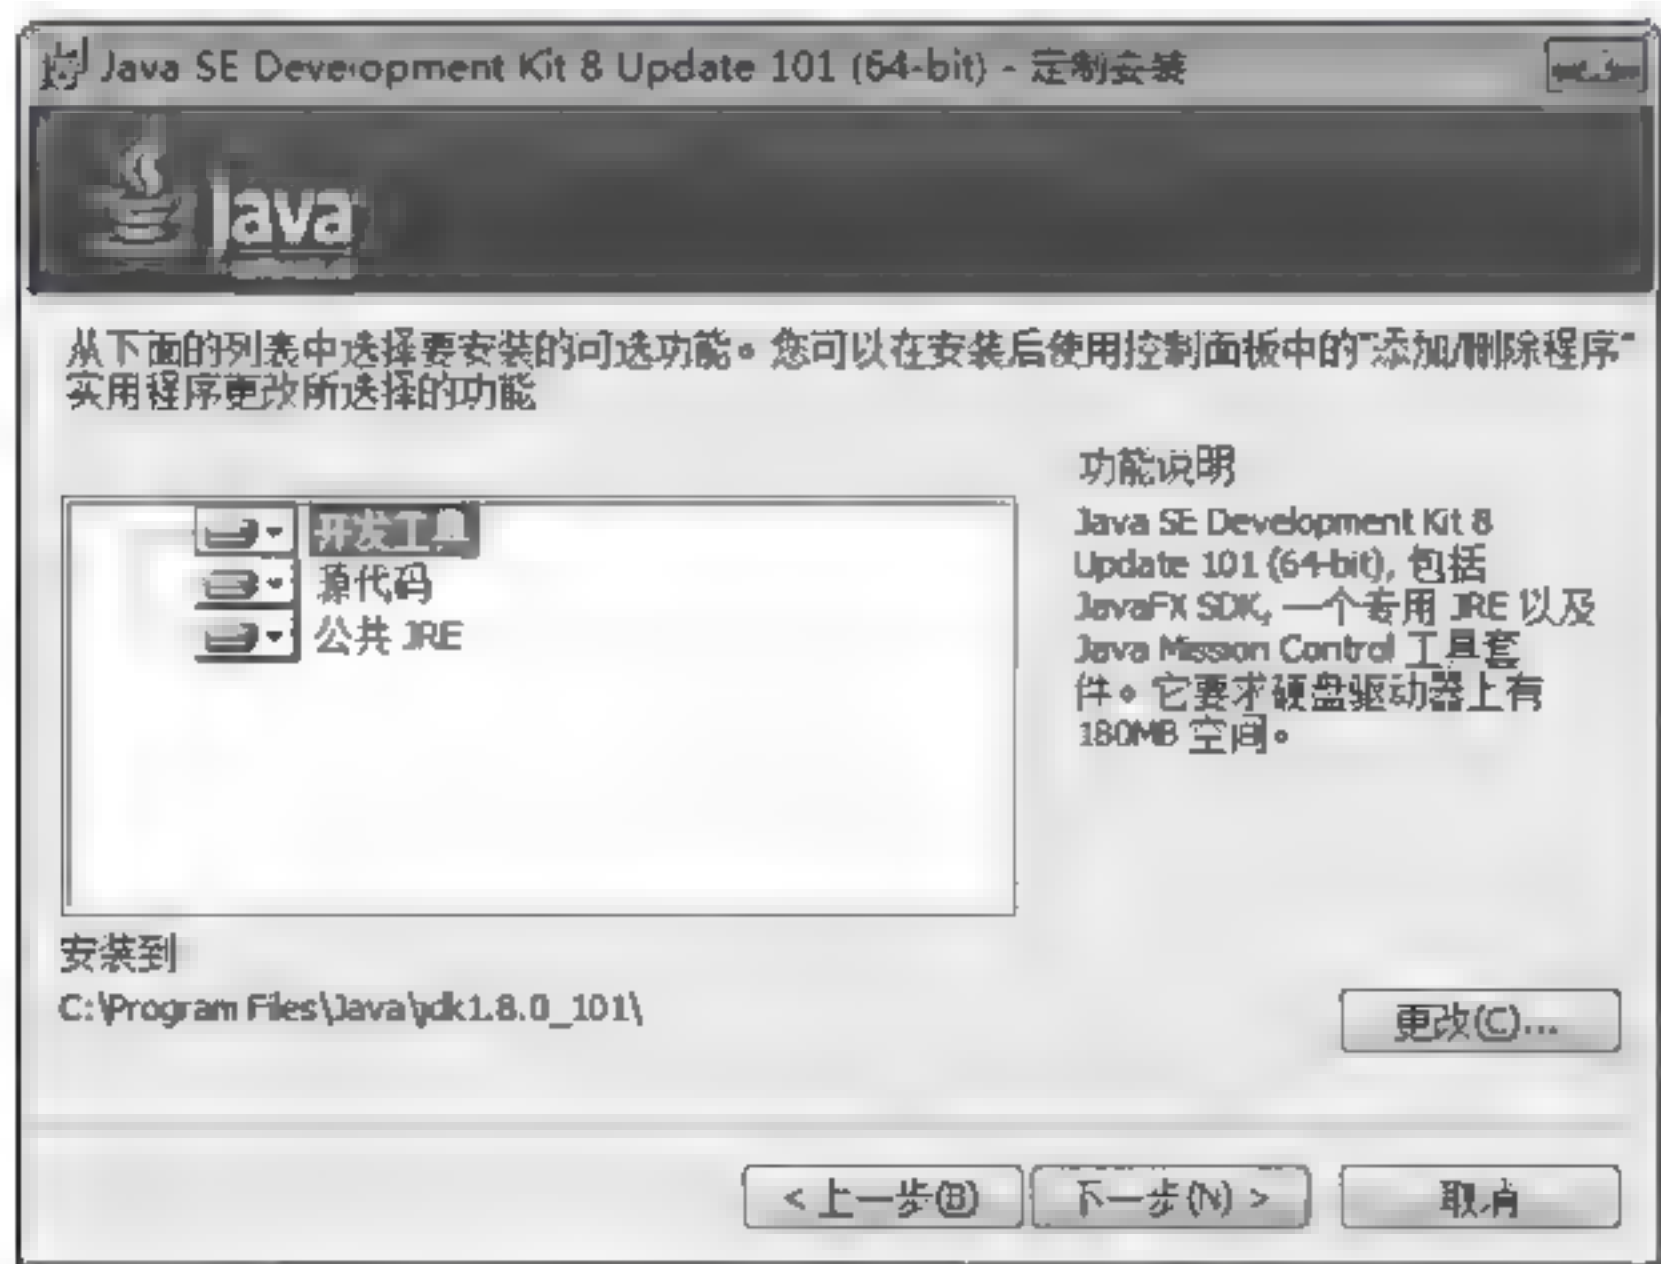 Java SE Development Kit 8 Update 101 (64-bit) - 定制安装
Java
从下面的列表中选择要安装的可选功能。您可以在安装后使用控制面板中的"添加/删除程序"
实用程序更改所选择的功能
功能说明
开发工具
源代码
公共 JRE
Java SE Development Kit 8
Update 101 (64-bit), 包括
JavaFX SDK, 一个专用 JRE 以及
Java Mission Control 工具套
件。它要求硬盘驱动器上有
180MB 空间。
安装到
C:\Program Files\Java\jdk1.8.0_101\
更改(C)...
< 上一步(B)
下一步(N) >
取消